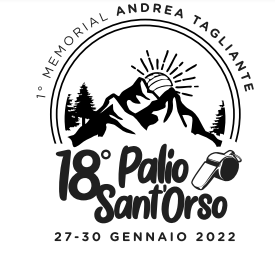 1° MEMORIAL ANDREA TAGLIANTE
18° Palio
Sant'Orso
27-30 GENNAIO 2022